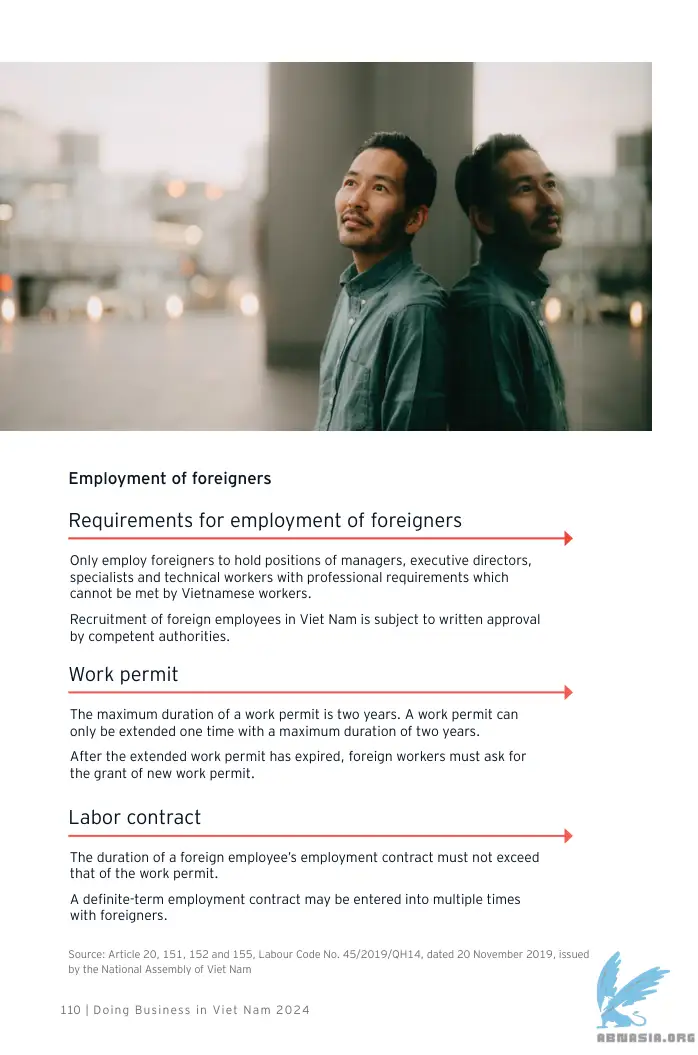 Employment of foreigners
Requirements for employment of foreigners
Only employ foreigners to hold positions of managers, executive directors,
specialists and technical workers with professional requirements which
cannot be met by Vietnamese workers.
Recruitment of foreign employees in Viet Nam is subject to written approval
by competent authorities.
Work permit
The maximum duration of a work permit is two years. A work permit can
only be extended one time with a maximum duration of two years.
After the extended work permit has expired, foreign workers must ask for
the grant of new work permit.
Labor contract
The duration of a foreign employee’s employment contract must not exceed
that of the work permit.
A definite-term employment contract may be entered into multiple times
with foreigners.
Source: Article 20, 151, 152 and 155, Labour Code No. 45/2019/QH14, dated 20 November 2019, issued
by the National Assembly of Viet Nam
110 | Doing Business in Viet Nam 2024
ABNASIA.ORG